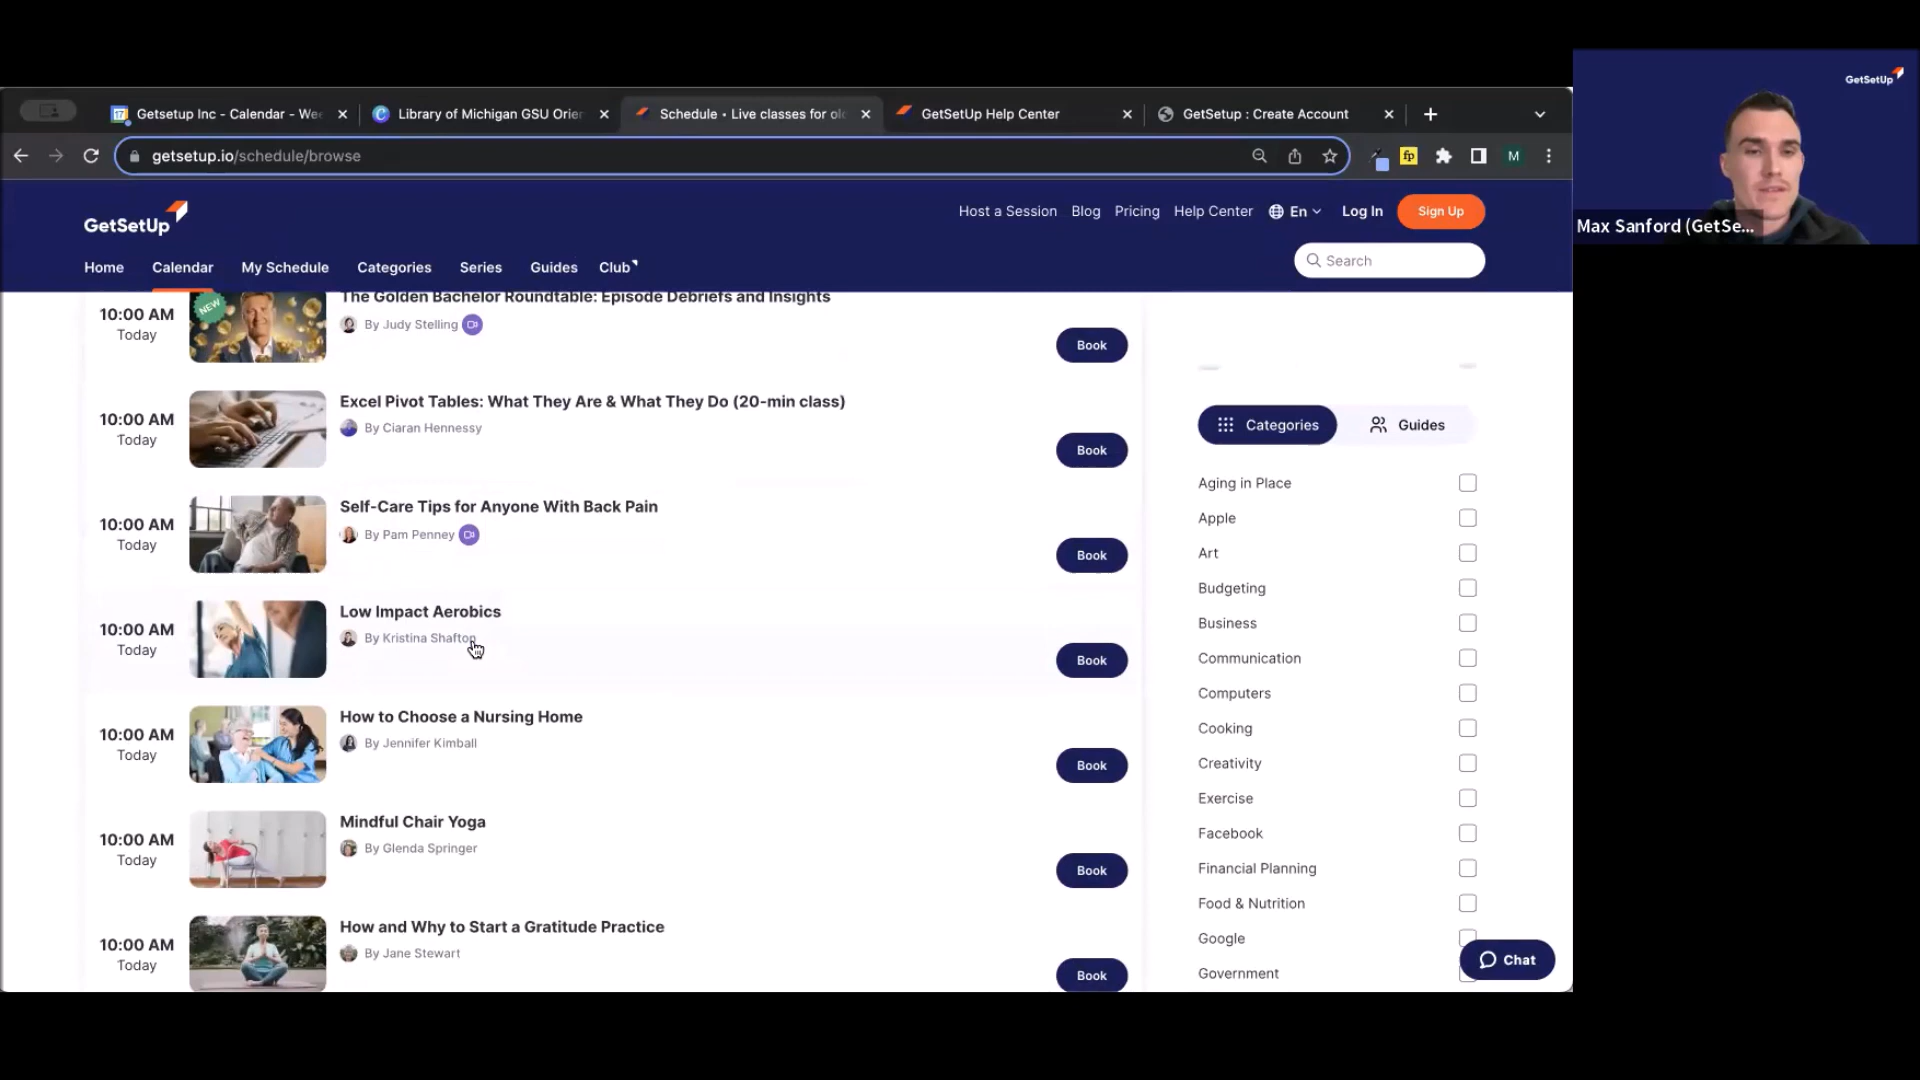 GetSetUp
Getsetup Inc - Calendar - Wee
Library of Michigan GSU Orien
Schedule • Live classes for old
GetSetUp Help Center
GetSetup : Create Account
getsetup.io/schedule/browse
fp
M
GetSetUp
Host a Session
Blog
Pricing
Help Center
En
Log In
Sign Up
Max Sanford (GetSe...
Home
Calendar
My Schedule
Categories
Series
Guides
Club
Search
10:00 AM
Today
NEW
The Golden Bachelor Roundtable: Episode Debriefs and Insights
By Judy Stelling
Book
10:00 AM
Today
Excel Pivot Tables: What They Are & What They Do (20-min class)
By Ciaran Hennessy
Book
10:00 AM
Today
Self-Care Tips for Anyone With Back Pain
By Pam Penney
Book
10:00 AM
Today
Low Impact Aerobics
By Kristina Shafton
Book
10:00 AM
Today
How to Choose a Nursing Home
By Jennifer Kimball
Book
10:00 AM
Today
Mindful Chair Yoga
By Glenda Springer
Book
10:00 AM
Today
How and Why to Start a Gratitude Practice
By Jane Stewart
Book
Categories
Guides
Aging in Place
Apple
Art
Budgeting
Business
Communication
Computers
Cooking
Creativity
Exercise
Facebook
Financial Planning
Food & Nutrition
Google
Government
Chat